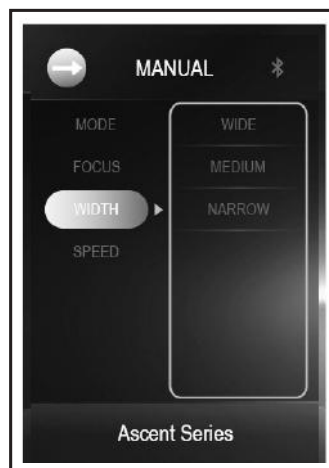 MANUAL
MODE
FOCUS
WIDTH
SPEED
WIDE
MEDIUM
NARROW
Ascent Series